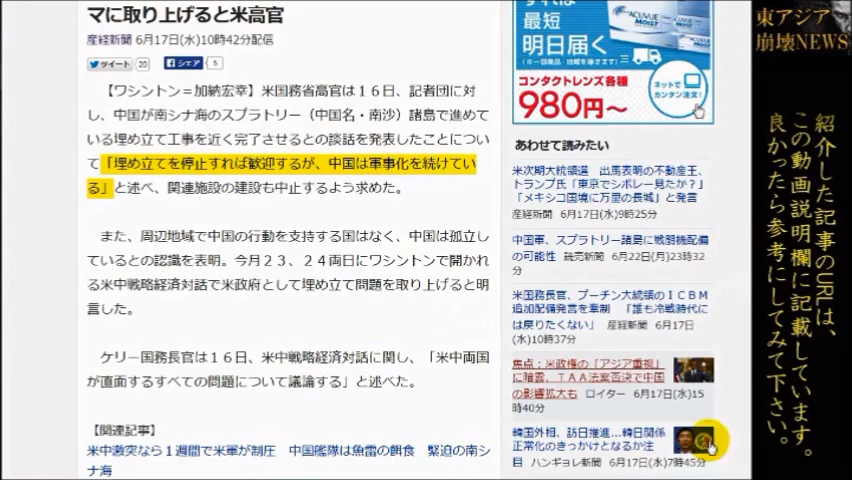 マに取り上げると米高官
産経新聞 6月17日(水)10時42分配信
ツイート 20 シェア 5
【ワシントン＝加納宏幸】米国務省高官は１６日、記者団に対
し、中国が南シナ海のスプラトリー（中国名・南沙）諸島で進めて
いる埋め立て工事を近く完了させるとの談話を発表したことについ
て「埋め立てを停止すれば歓迎するが、中国は軍事化を続けてい
る」と述べ、関連施設の建設も中止するよう求めた。
また、周辺地域で中国の行動を支持する国はなく、中国は孤立し
ているとの認識を表明。今月２３、２４両日にワシントンで開かれ
る米中戦略経済対話で米政府として埋め立て問題を取り上げると明
言した。
ケリー国務長官は１６日、米中戦略経済対話に関し、「米中両国
が直面するすべての問題について議論する」と述べた。
【関連記事】
米中激突なら１週間で米軍が制圧 中国艦隊は魚雷の餌食 緊迫の南シ
ナ海
すれば
最短
明日届く
ACUVUE
MOIST
コンタクトレンズ各種
980円～
ネットで
カンタン注文!
あわせて読みたい
米次期大統領選 出馬表明の不動産王、
トランプ氏「東京でシボレー見たか？」
「メキシコ国境に万里の長城」と発言
産経新聞 6月17日(水)9時25分
中国軍、スプラトリー諸島に戦闘機配備
の可能性 読売新聞 6月22日(月)23時32
分
米国務長官、プーチン大統領のＩＣＢＭ
追加配備発言を牽制 「誰も冷戦時代に
は戻りたくない」 産経新聞 6月17日
(水)10時37分
焦点：米政権の「アジア重視」
に暗雲、ＴＡＡ法案否決で中国
の影響拡大も ロイター 6月17日(水)15
時40分
韓国外相、訪日推進…韓日関係
正常化のきっかけとなるか注
目 ハンギョレ新聞 6月17日(水)7時45分
東アジア
崩壊NEWS
紹介した記事のURLは、
この動画説明欄に記載しています。
良かったら参考にしてみて下さい。